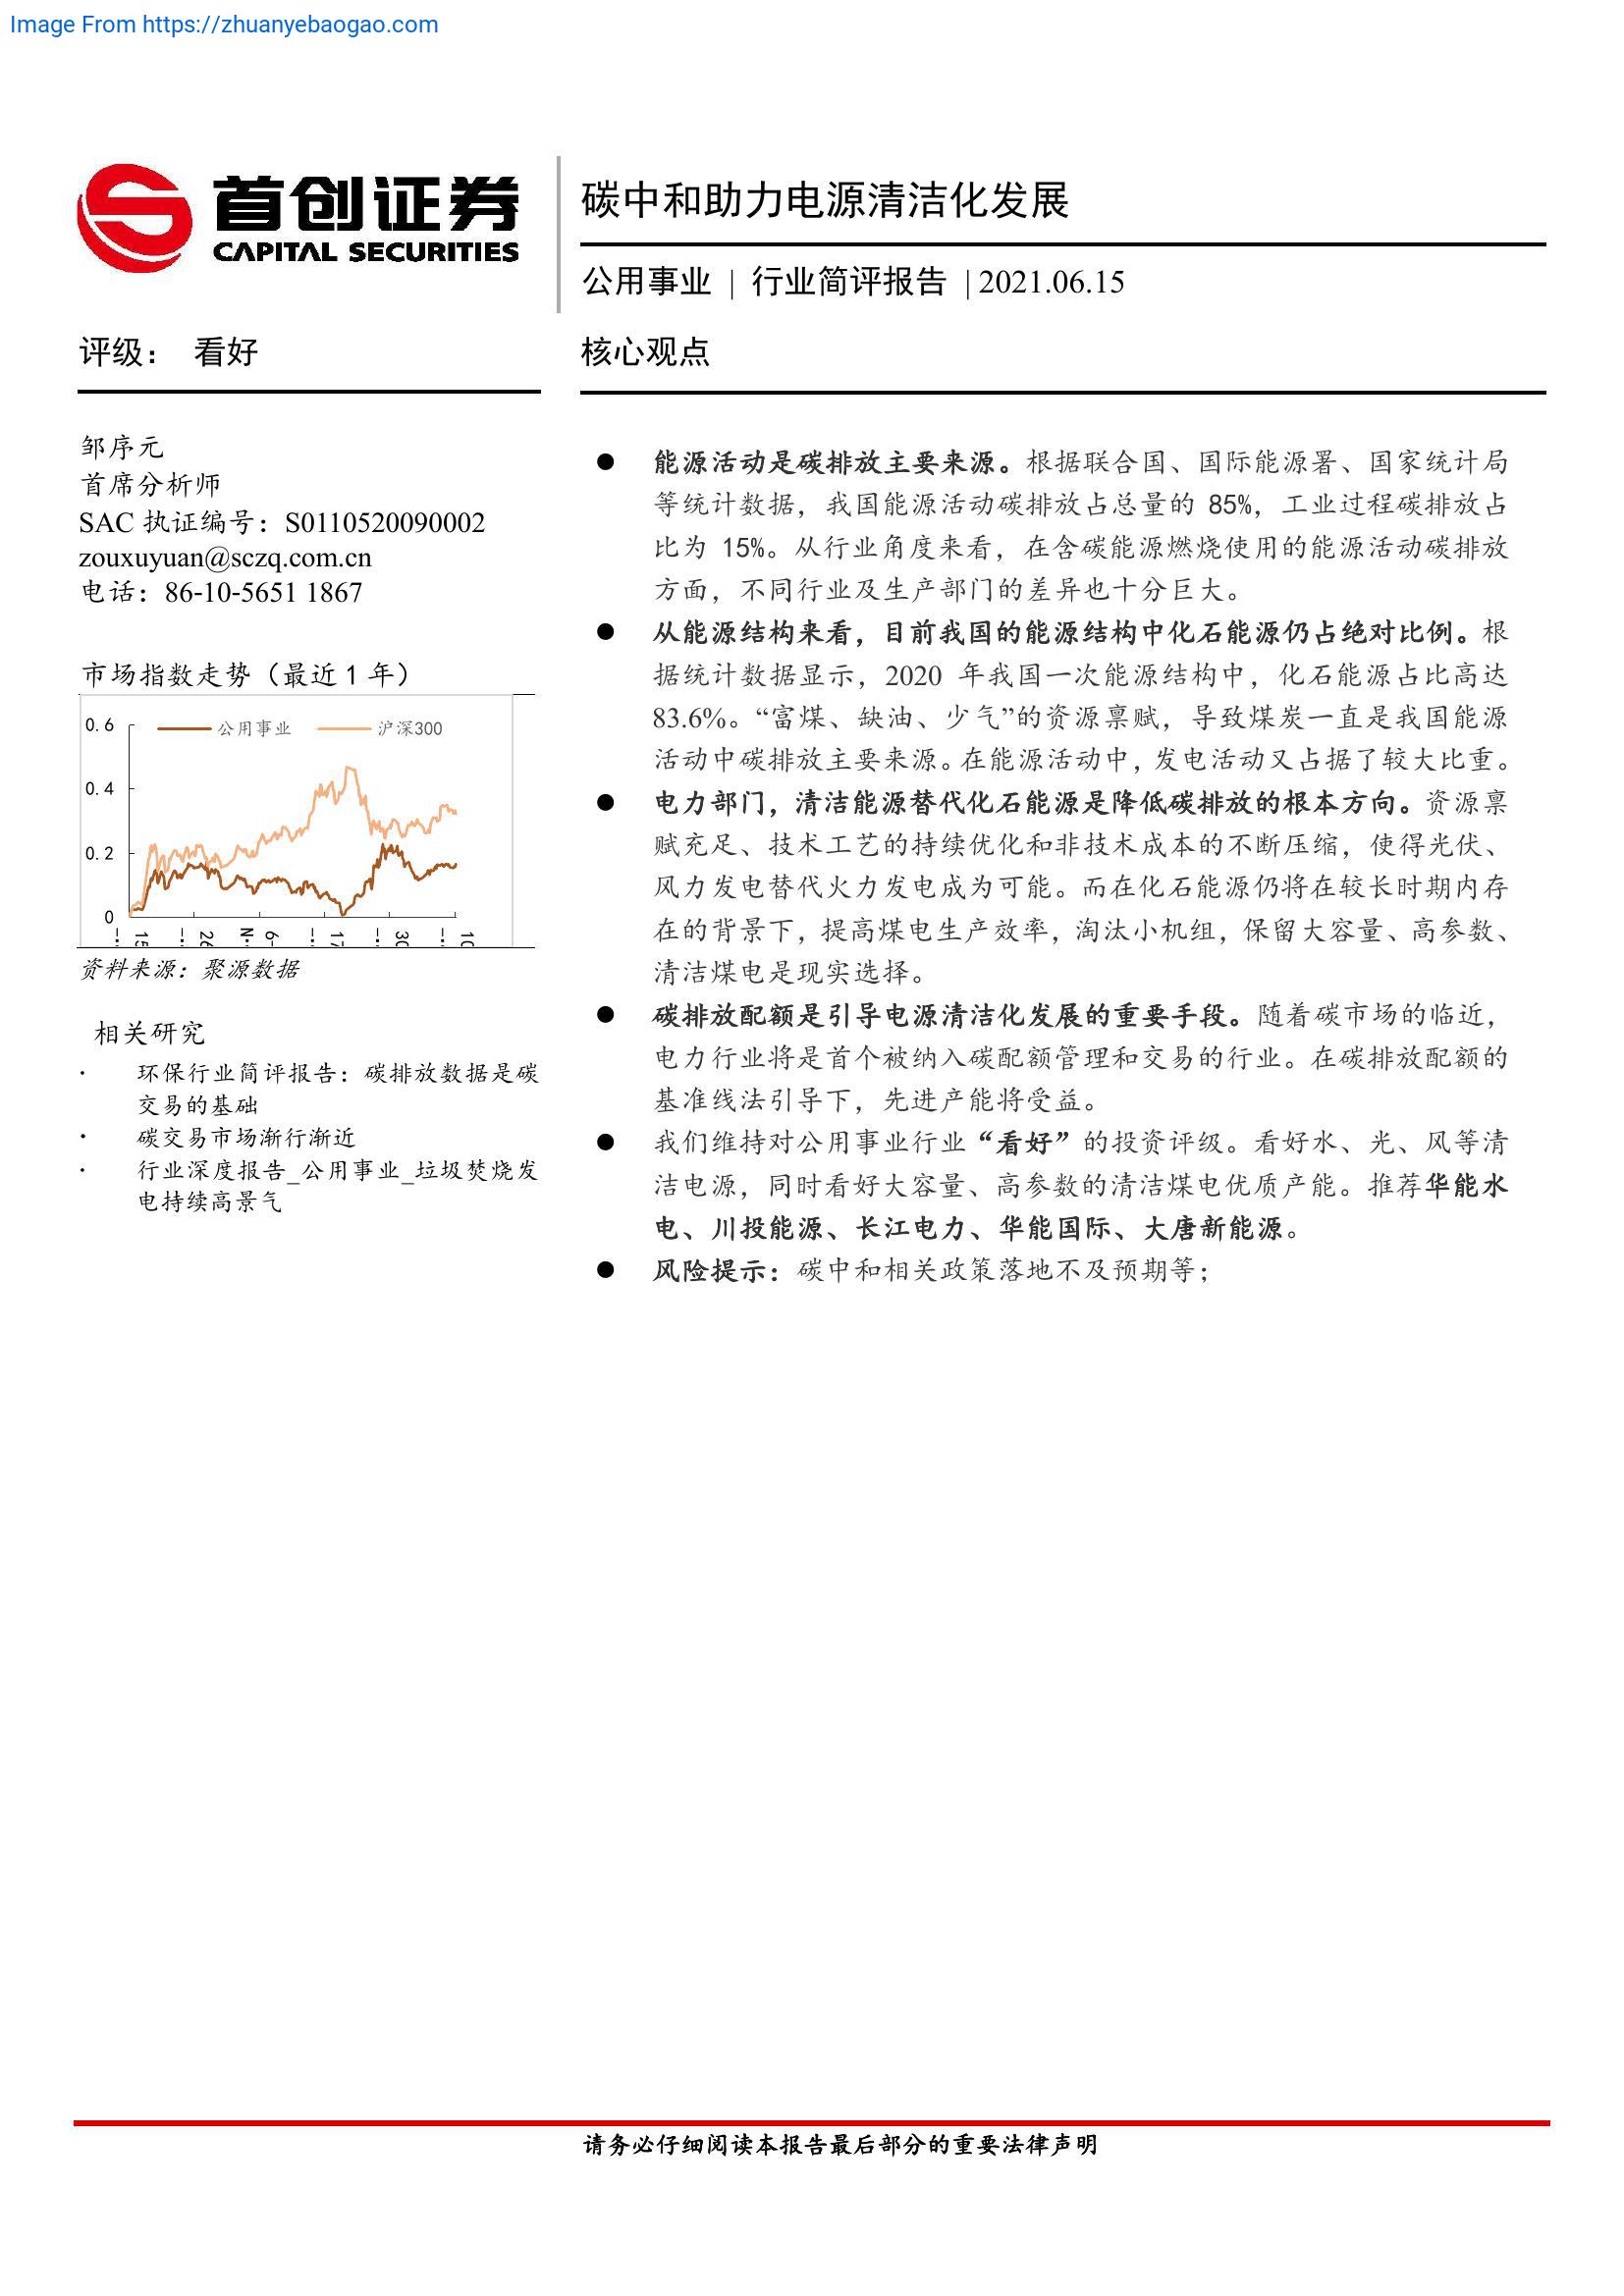 Image From https://zhuanyebaogao.com
首创证券
CAPITAL SECURITIES
碳中和助力电源清洁化发展
公用事业 | 行业简评报告 | 2021.06.15
评级： 看好
邹序元
首席分析师
SAC 执证编号：S0110520090002
zouxuyuan@sczq.com.cn
电话：86-10-5651 1867
市场指数走势（最近 1 年）
公用事业 沪深300
0.6
0.4
0.2
0
资料来源：聚源数据
相关研究
· 环保行业简评报告：碳排放数据是碳
交易的基础
· 碳交易市场渐行渐近
· 行业深度报告_公用事业_垃圾焚烧发
电持续高景气
核心观点
● 能源活动是碳排放主要来源。根据联合国、国际能源署、国家统计局
等统计数据，我国能源活动碳排放占总量的 85%，工业过程碳排放占
比为 15%。从行业角度来看，在含碳能源燃烧使用的能源活动碳排放
方面，不同行业及生产部门的差异也十分巨大。
● 从能源结构来看，目前我国的能源结构中化石能源仍占绝对比例。根
据统计数据显示，2020 年我国一次能源结构中，化石能源占比高达
83.6%。“富煤、缺油、少气”的资源禀赋，导致煤炭一直是我国能源
活动中碳排放主要来源。在能源活动中，发电活动又占据了较大比重。
● 电力部门，清洁能源替代化石能源是降低碳排放的根本方向。资源禀
赋充足、技术工艺的持续优化和非技术成本的不断压缩，使得光伏、
风力发电替代火力发电成为可能。而在化石能源仍将在较长时期内存
在的背景下，提高煤电生产效率，淘汰小机组，保留大容量、高参数、
清洁煤电是现实选择。
● 碳排放配额是引导电源清洁化发展的重要手段。随着碳市场的临近，
电力行业将是首个被纳入碳配额管理和交易的行业。在碳排放配额的
基准线法引导下，先进产能将受益。
● 我们维持对公用事业行业“看好”的投资评级。看好水、光、风等清
洁电源，同时看好大容量、高参数的清洁煤电优质产能。推荐华能水
电、川投能源、长江电力、华能国际、大唐新能源。
● 风险提示：碳中和相关政策落地不及预期等；
请务必仔细阅读本报告最后部分的重要法律声明